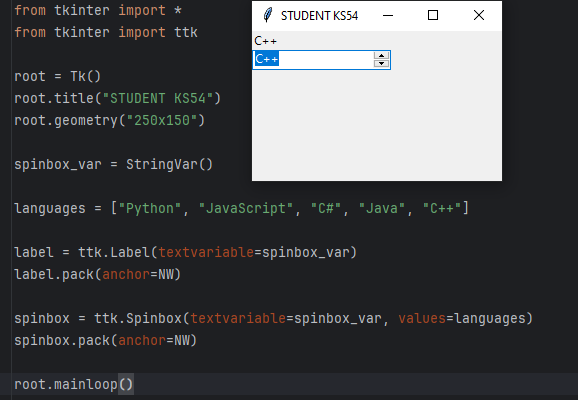 from tkinter import *
from tkinter import ttk
root = Tk()
root.title("STUDENT KS54")
root.geometry("250x150")
spinbox_var = StringVar()
languages = ["Python", "JavaScript", "C#", "Java", "C++"]
label = ttk.Label(textvariable=spinbox_var)
label.pack(anchor=NW)
spinbox = ttk.Spinbox(textvariable=spinbox_var, values=languages)
spinbox.pack(anchor=NW)
root.mainloop()
STUDENT KS54
C++
C++